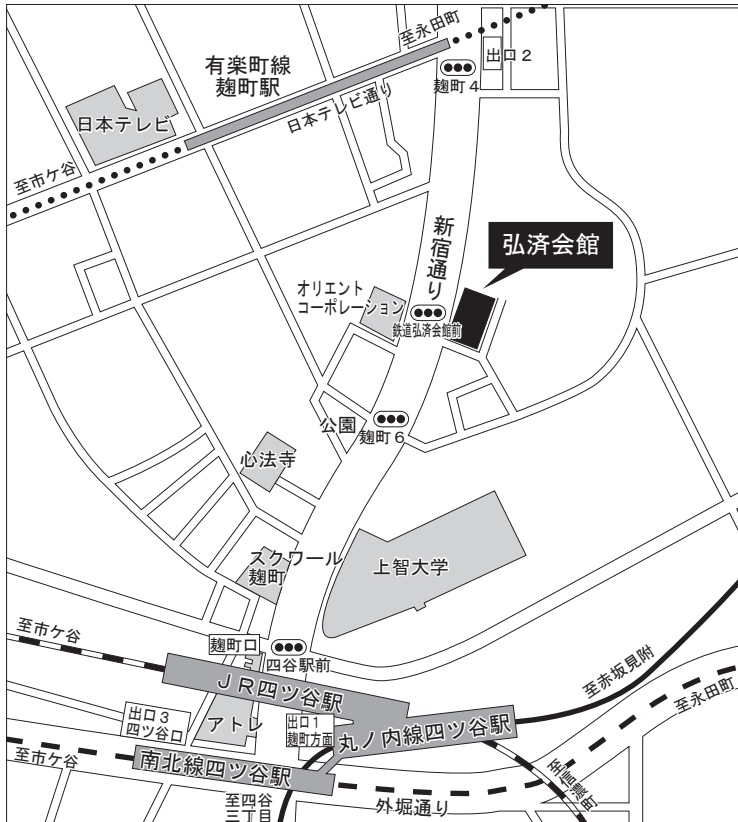 至永田町
出口2
有楽町線
麹町駅
麹町4
日本テレビ通り
日本テレビ
至市ケ谷
新宿通り
弘済会館
オリエント
コーポレーション
鉄道弘済会館前
公園
麹町6
心法寺
スクワール
麹町
上智大学
至市ケ谷
麹町口
四谷駅前
JR四ツ谷駅
至赤坂見附
至永田町
出口3
四ツ谷口
アトレ
出口1
麹町方面
丸ノ内線四ツ谷駅
至市ケ谷
南北線四ツ谷駅
至信濃町
至四谷
三丁目
外堀通り